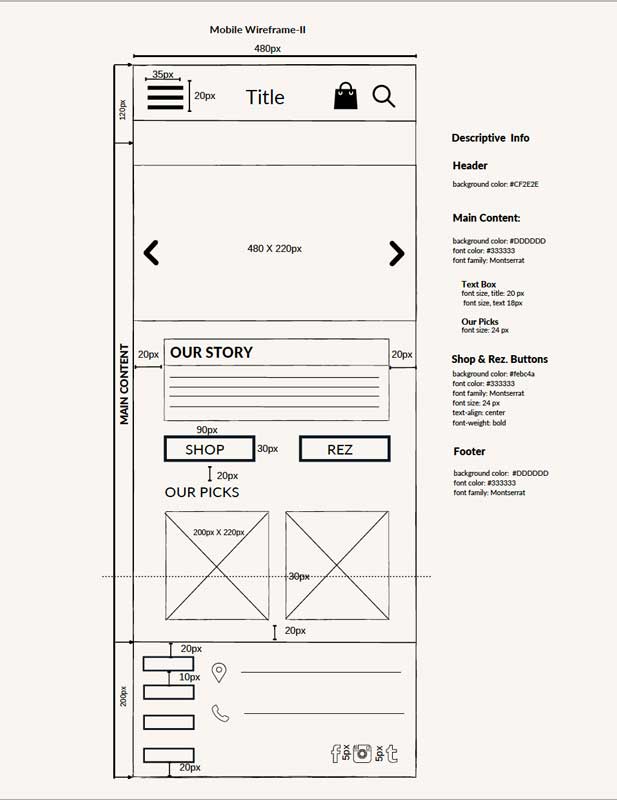 Mobile Wireframe-II
480px
35px
20px
Title
120px
480 X 220px
MAIN CONTENT
20px
OUR STORY
20px
90px
SHOP
30px
REZ
20px
OUR PICKS
200px X 220px
30px
20px
20px
10px
200px
20px
f
5px
5px
t
Descriptive Info
Header
background color: #CF2E2E
Main Content:
background color: #DDDDDD
font color: #333333
font family: Montserrat
Text Box
font size, title: 20 px
font size, text 18px
Our Picks
font size: 24 px
Shop & Rez. Buttons
background color: #febc4a
font color: #333333
font family: Montserrat
font size: 24 px
text-align: center
font-weight: bold
Footer
background color: #DDDDDD
font color: #333333
font family: Montserrat